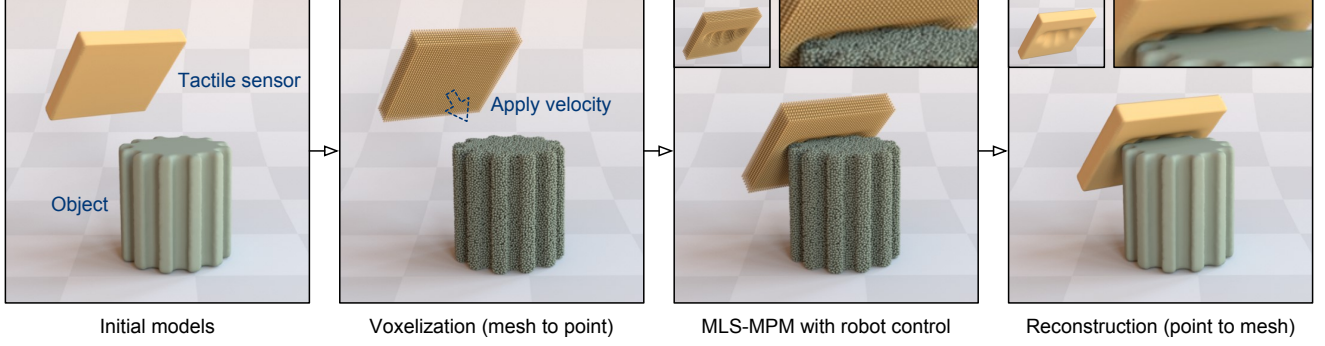 Tactile sensor
Object
Apply velocity
Initial models
Voxelization (mesh to point)
MLS-MPM with robot control
Reconstruction (point to mesh)